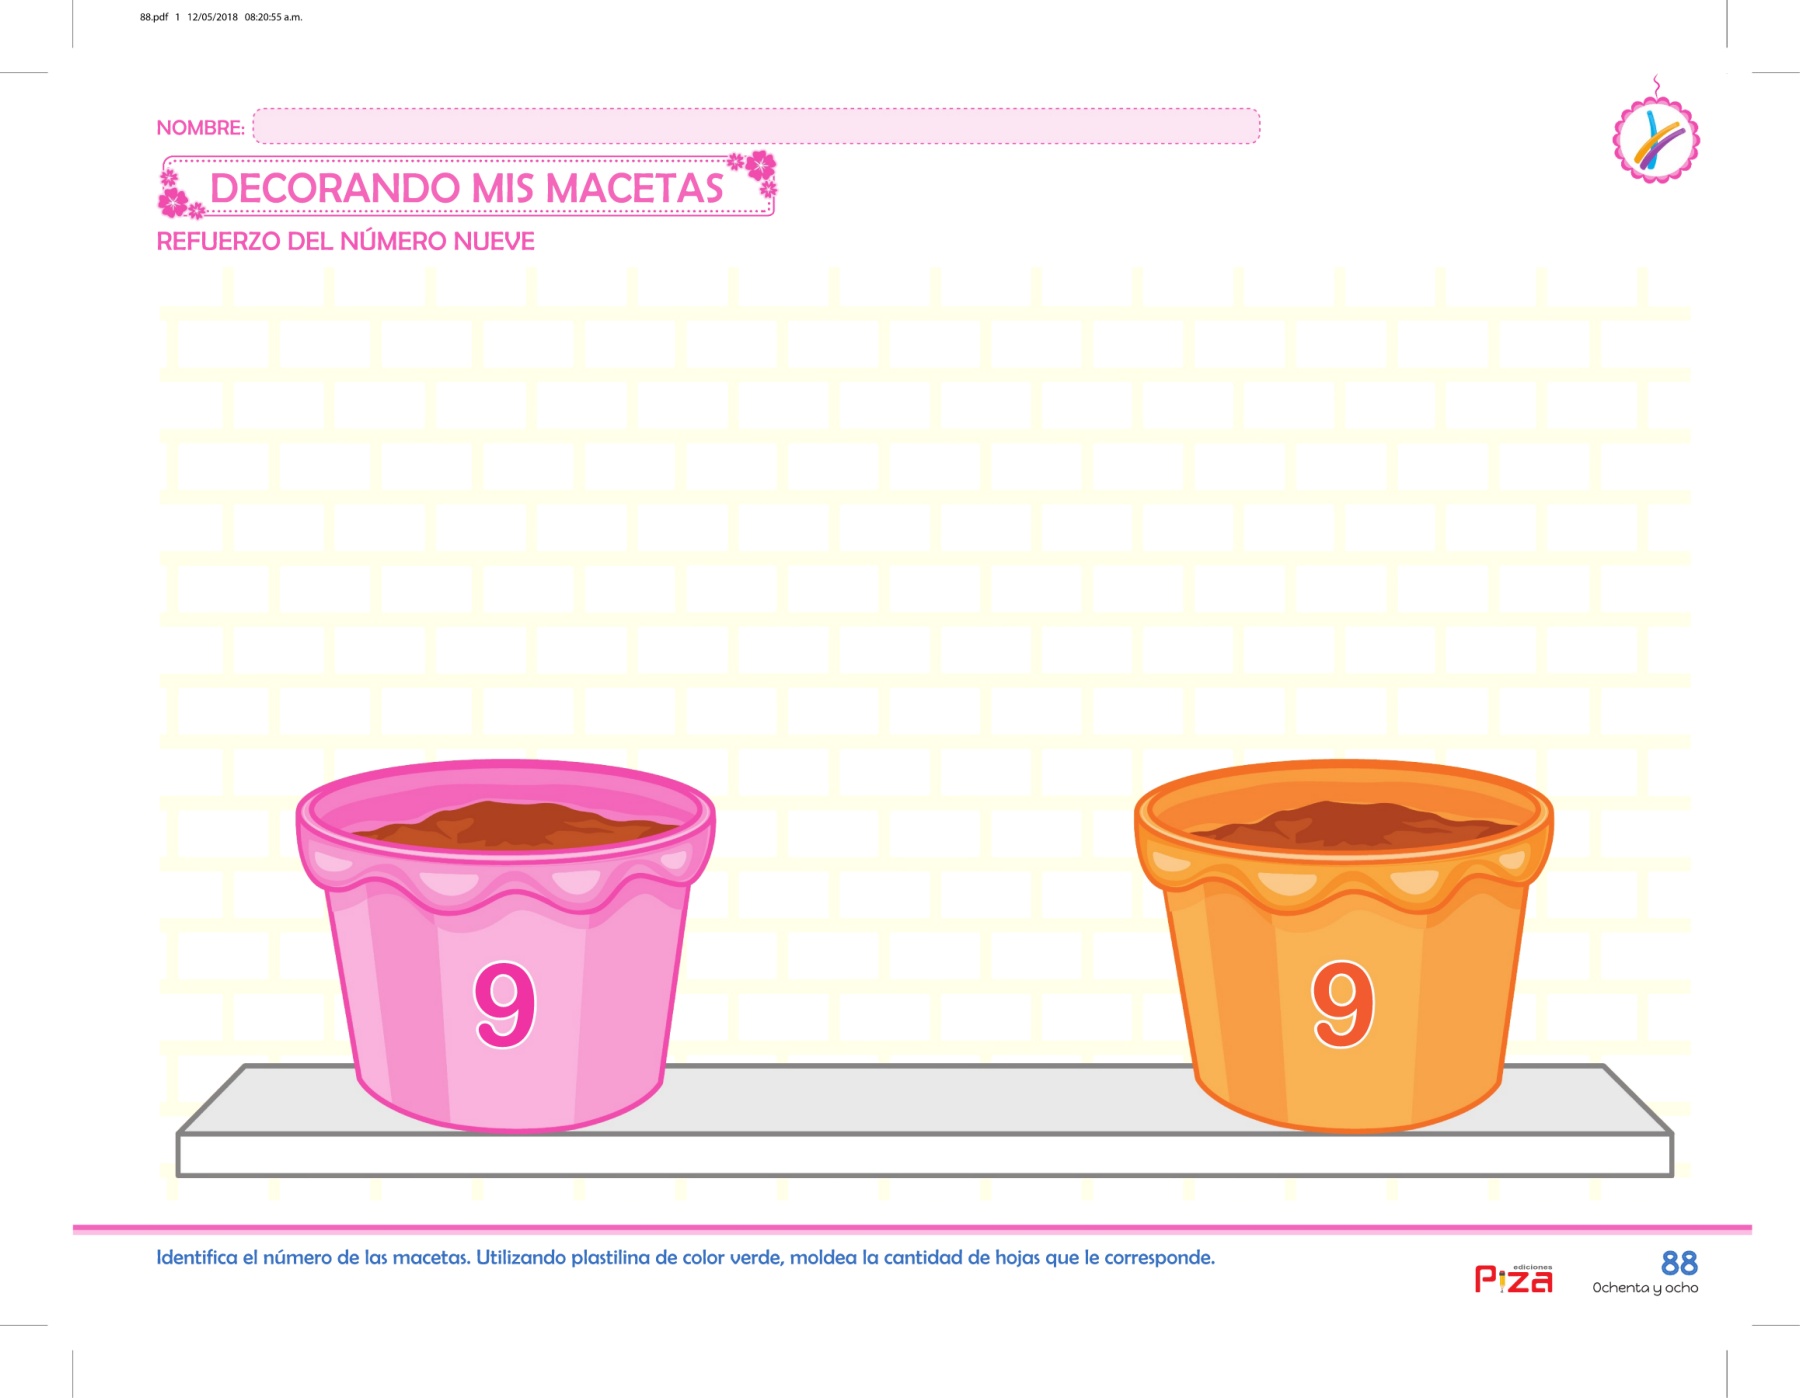 88.pdf 1 12/05/2018 08:20:55 a.m.
NOMBRE:
DECORANDO MIS MACETAS
REFUERZO DEL NÚMERO NUEVE
9
9
Identifica el número de las macetas. Utilizando plastilina de color verde, moldea la cantidad de hojas que le corresponde.
ediciones
Piza
88
Ochenta y ocho